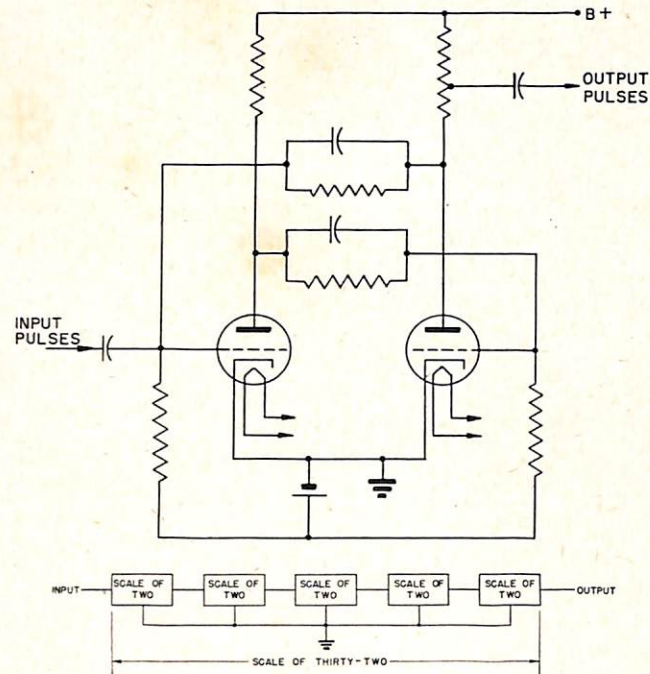 B+
OUTPUT
PULSES
INPUT
PULSES
INPUT
SCALE OF
TWO
SCALE OF
TWO
SCALE OF
TWO
SCALE OF
TWO
SCALE OF
TWO
OUTPUT
SCALE OF THIRTY-TWO